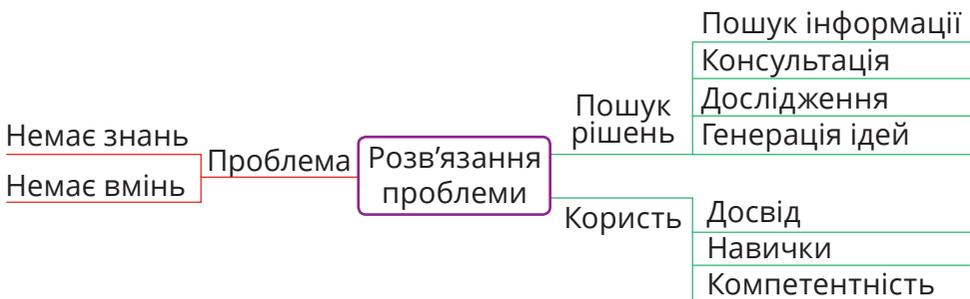 Немає знань
Немає вмінь
Проблема
Розв’язання
проблеми
Пошук
рішень
Пошук інформації
Консультація
Дослідження
Генерація ідей
Користь
Досвід
Навички
Компетентність